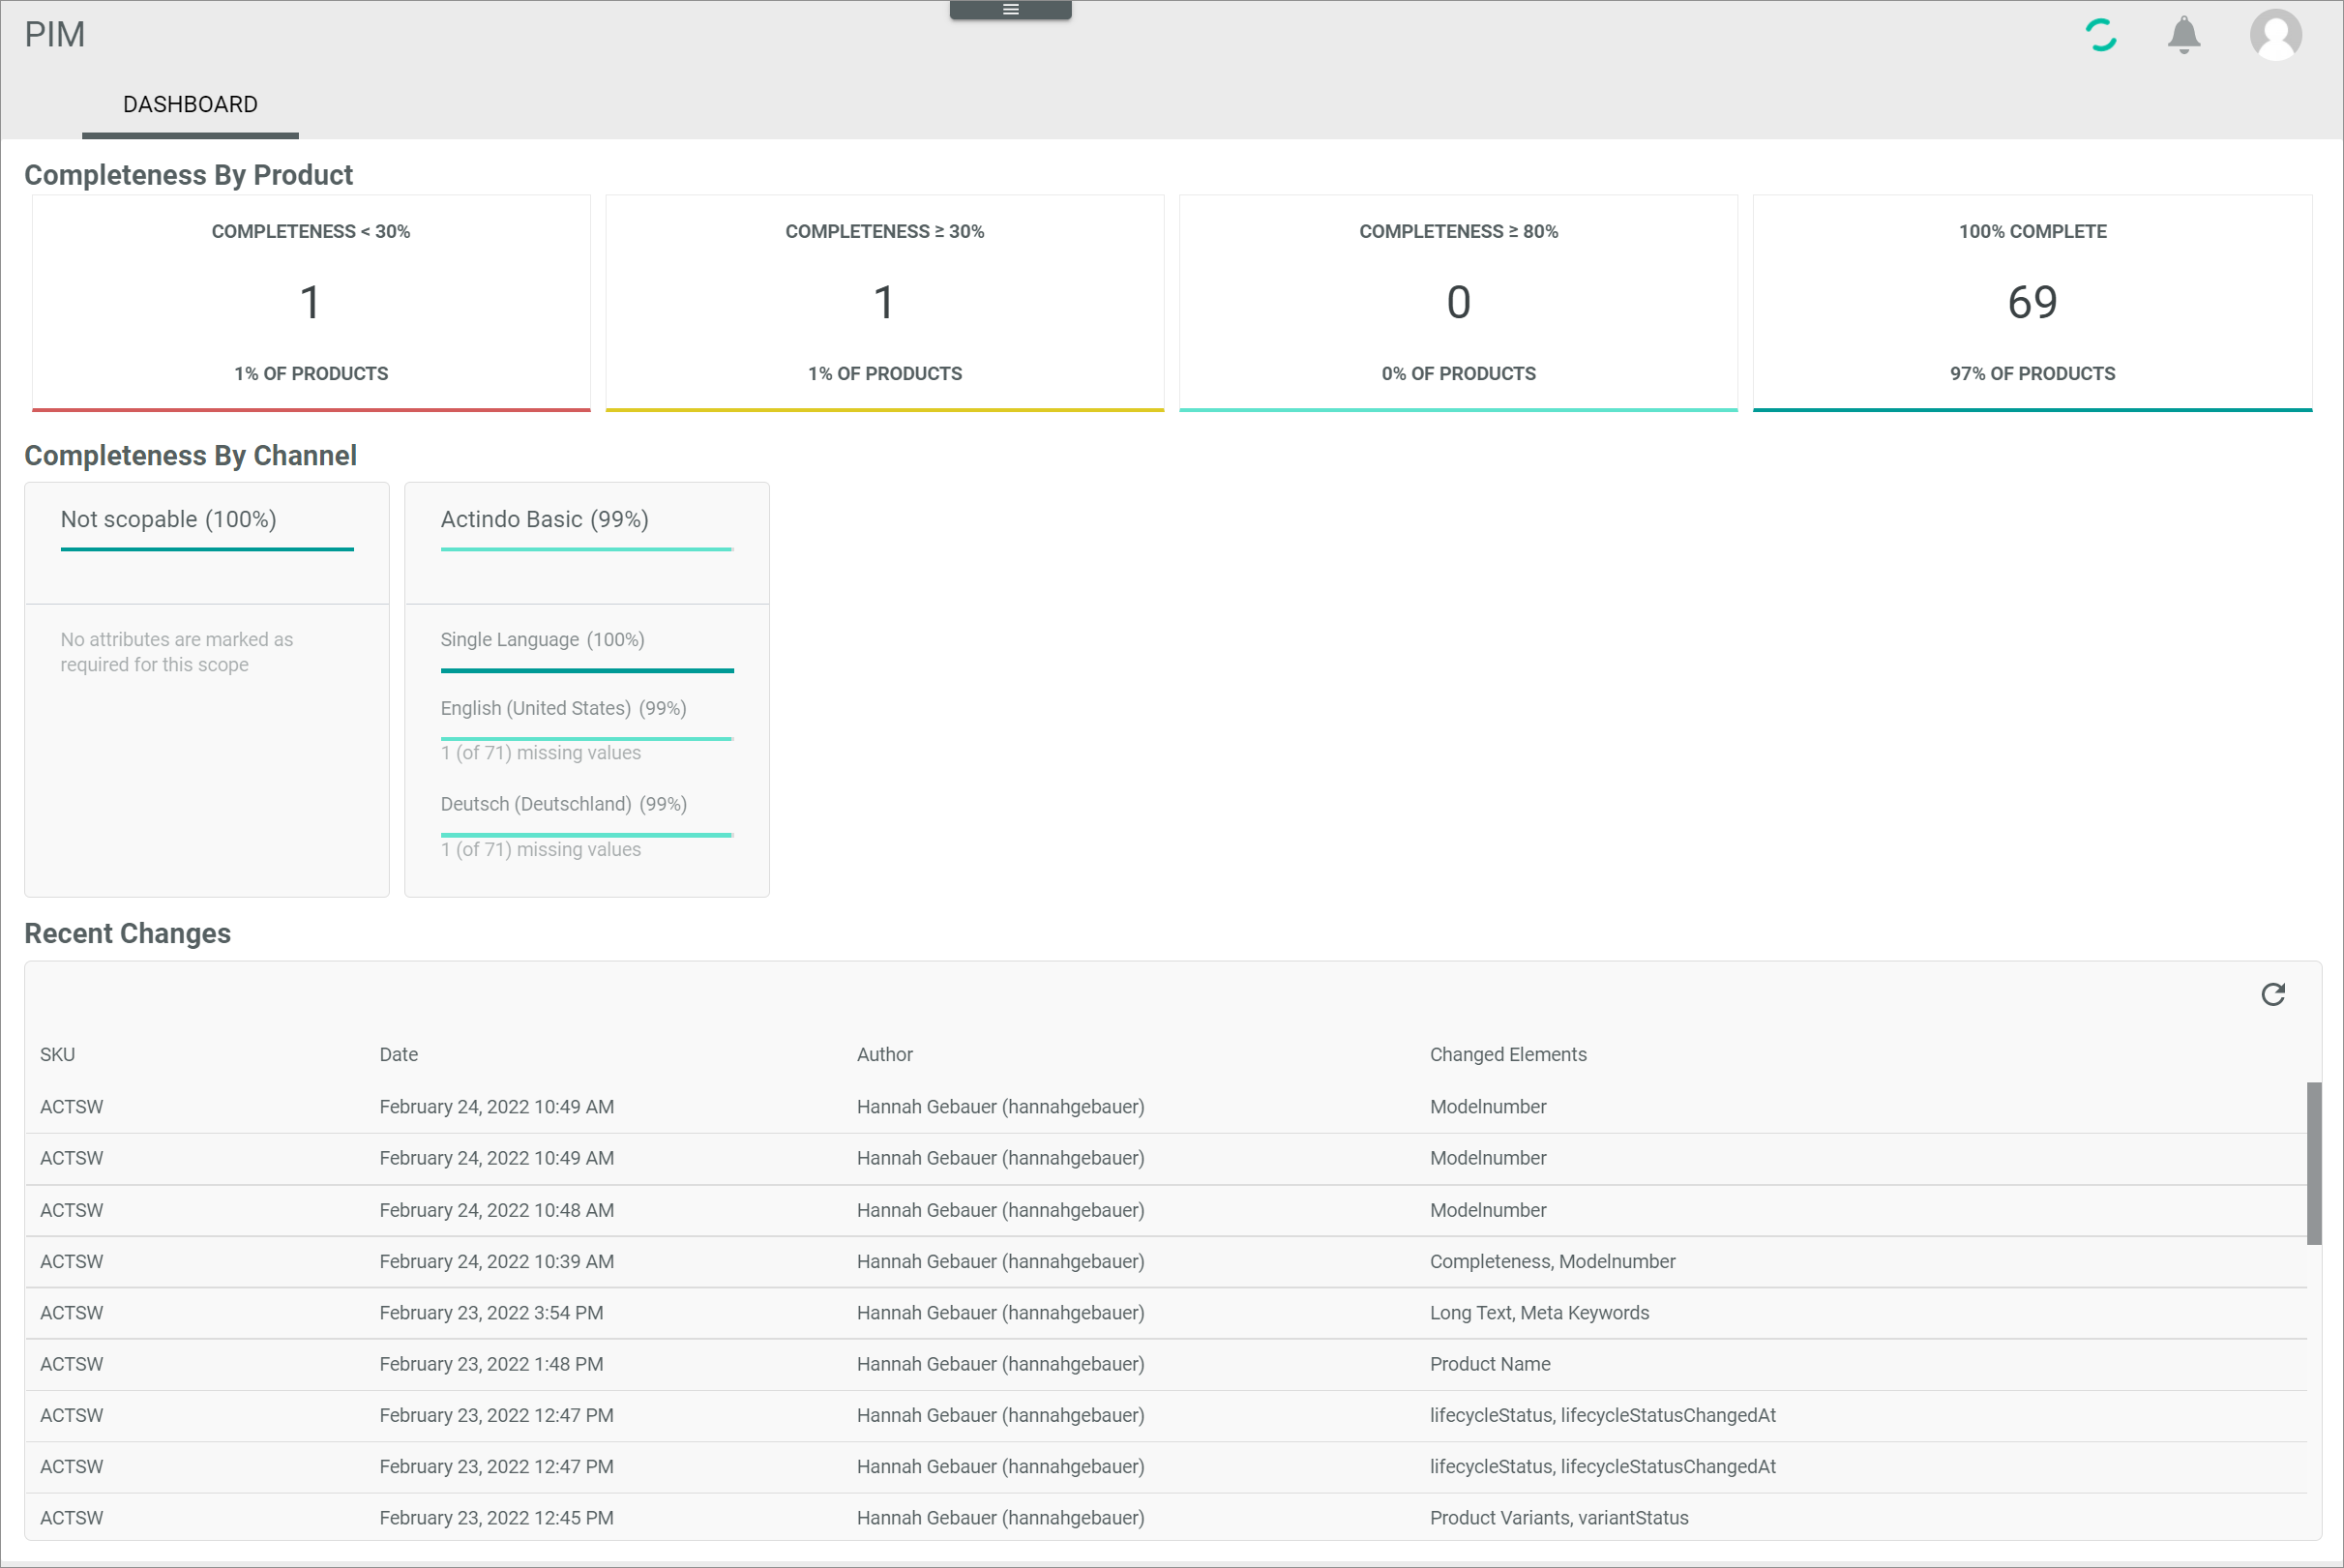 PIM
DASHBOARD
Completeness By Product
COMPLETENESS < 30%
1
1% OF PRODUCTS
COMPLETENESS ≥ 30%
1
1% OF PRODUCTS
COMPLETENESS ≥ 80%
0
0% OF PRODUCTS
100% COMPLETE
69
97% OF PRODUCTS
Completeness By Channel
Not scopable (100%)
No attributes are marked as
required for this scope
Actindo Basic (99%)
Single Language (100%)
English (United States) (99%)
1 (of 71) missing values
Deutsch (Deutschland) (99%)
1 (of 71) missing values
Recent Changes
SKU Date Author Changed Elements
ACTSW February 24, 2022 10:49 AM Hannah Gebauer (hannahgebauer) Modelnumber
ACTSW February 24, 2022 10:49 AM Hannah Gebauer (hannahgebauer) Modelnumber
ACTSW February 24, 2022 10:48 AM Hannah Gebauer (hannahgebauer) Modelnumber
ACTSW February 24, 2022 10:39 AM Hannah Gebauer (hannahgebauer) Completeness, Modelnumber
ACTSW February 23, 2022 3:54 PM Hannah Gebauer (hannahgebauer) Long Text, Meta Keywords
ACTSW February 23, 2022 1:48 PM Hannah Gebauer (hannahgebauer) Product Name
ACTSW February 23, 2022 12:47 PM Hannah Gebauer (hannahgebauer) lifecycleStatus, lifecycleStatusChangedAt
ACTSW February 23, 2022 12:47 PM Hannah Gebauer (hannahgebauer) lifecycleStatus, lifecycleStatusChangedAt
ACTSW February 23, 2022 12:45 PM Hannah Gebauer (hannahgebauer) Product Variants, variantStatus